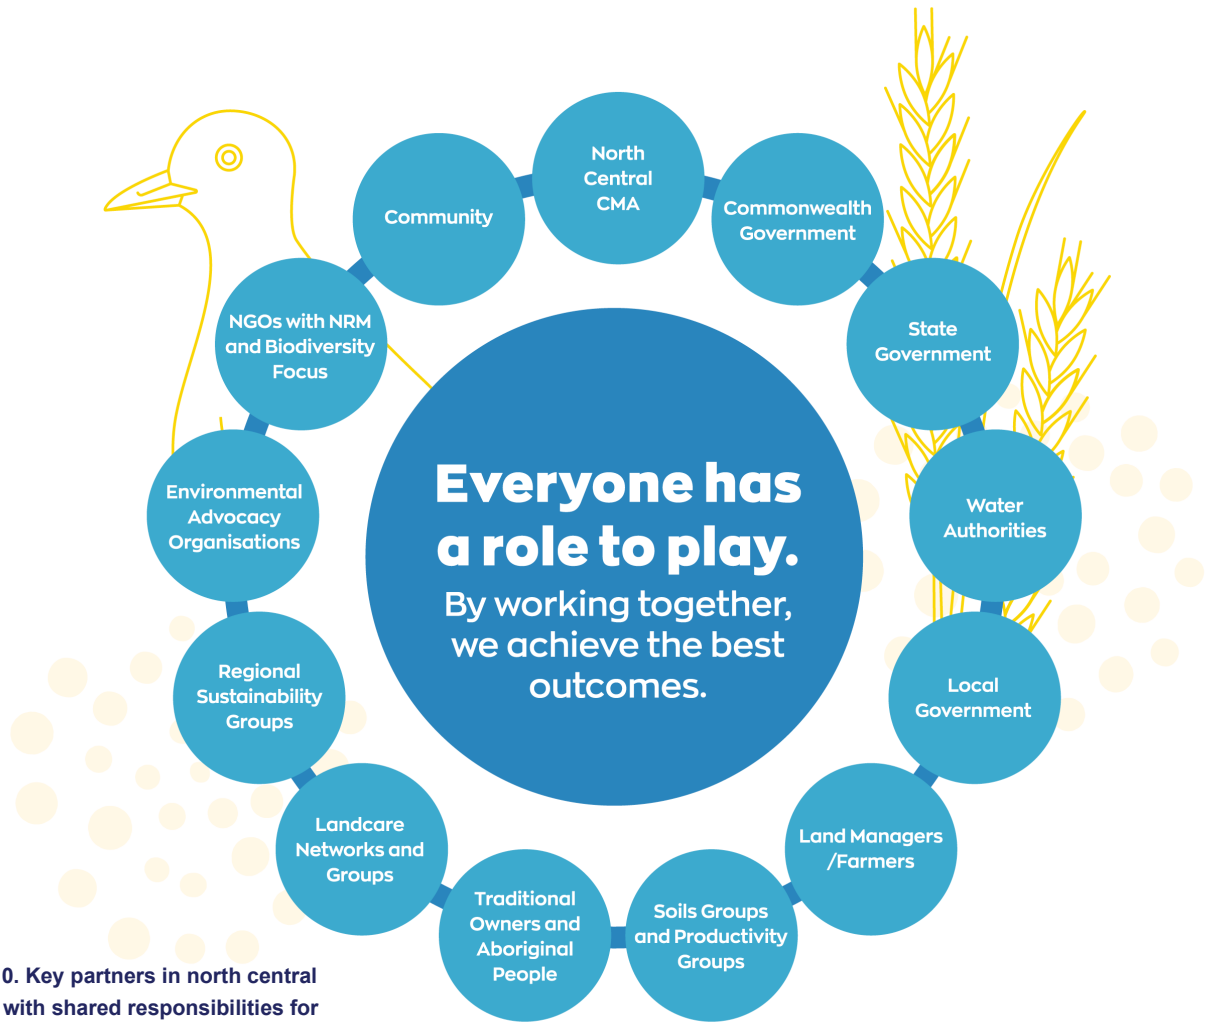 North
Central
CMA
Commonwealth
Government
State
Government
Water
Authorities
Local
Government
Land Managers
/Farmers
Soils Groups
and Productivity
Groups
Traditional
Owners and
Aboriginal
People
Landcare
Networks and
Groups
Regional
Sustainability
Groups
Environmental
Advocacy
Organisations
NGOs with NRM
and Biodiversity
Focus
Community
Everyone has
a role to play.
By working together,
we achieve the best
outcomes.
0. Key partners in north central
with shared responsibilities for